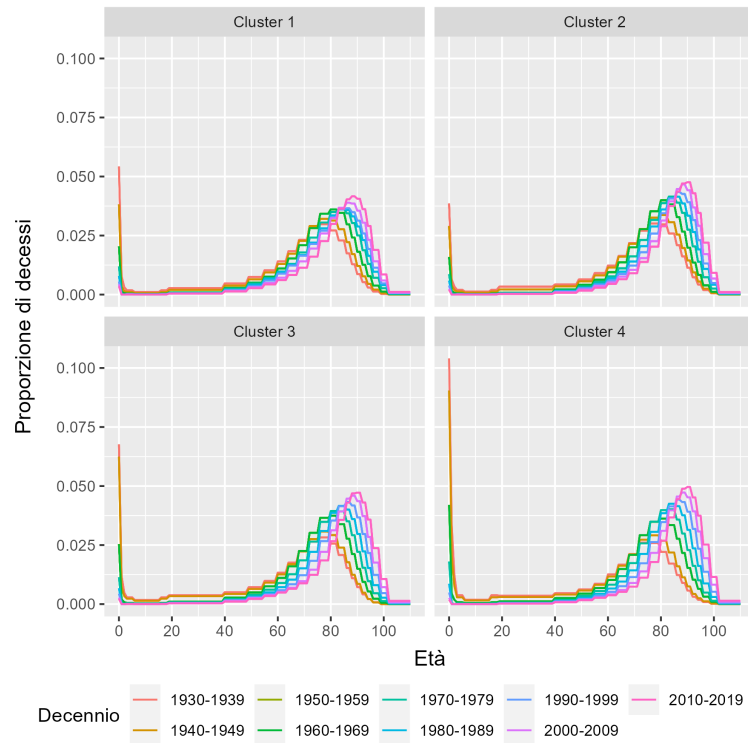 Cluster 1
Cluster 2
0.100
0.075
0.050
0.025
0.000
Cluster 3
Cluster 4
0.100
0.075
0.050
0.025
0.000
0 20 40 60 80 100
0 20 40 60 80 100
Proporzione di decessi
Età
Decennio
1930-1939
1950-1959
1970-1979
1990-1999
2010-2019
1940-1949
1960-1969
1980-1989
2000-2009